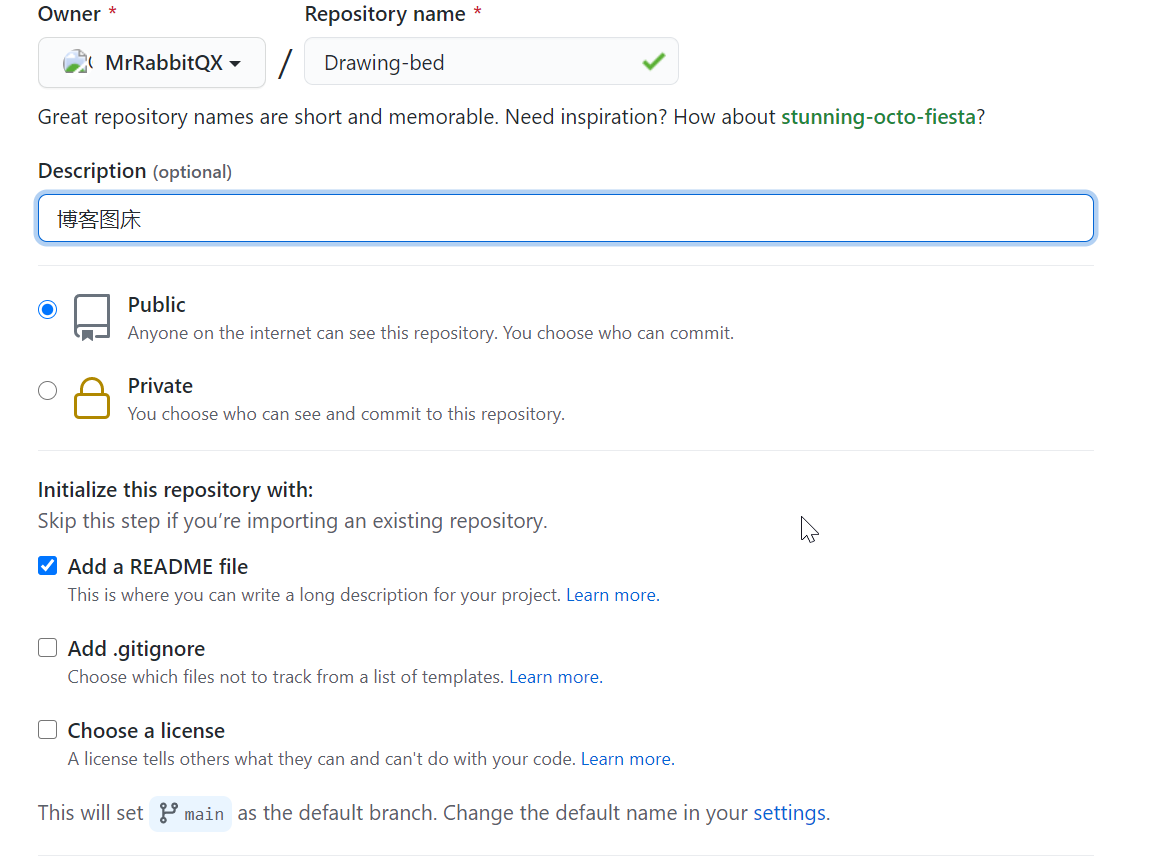 Owner * Repository name *
MrRabbitQX / Drawing-bed
Great repository names are short and memorable. Need inspiration? How about stunning-octo-fiesta?
Description (optional)
博客图床
Public
Anyone on the internet can see this repository. You choose who can commit.
Private
You choose who can see and commit to this repository.
Initialize this repository with:
Skip this step if you’re importing an existing repository.
Add a README file
This is where you can write a long description for your project. Learn more.
Add .gitignore
Choose which files not to track from a list of templates. Learn more.
Choose a license
A license tells others what they can and can't do with your code. Learn more.
This will set main as the default branch. Change the default name in your settings.